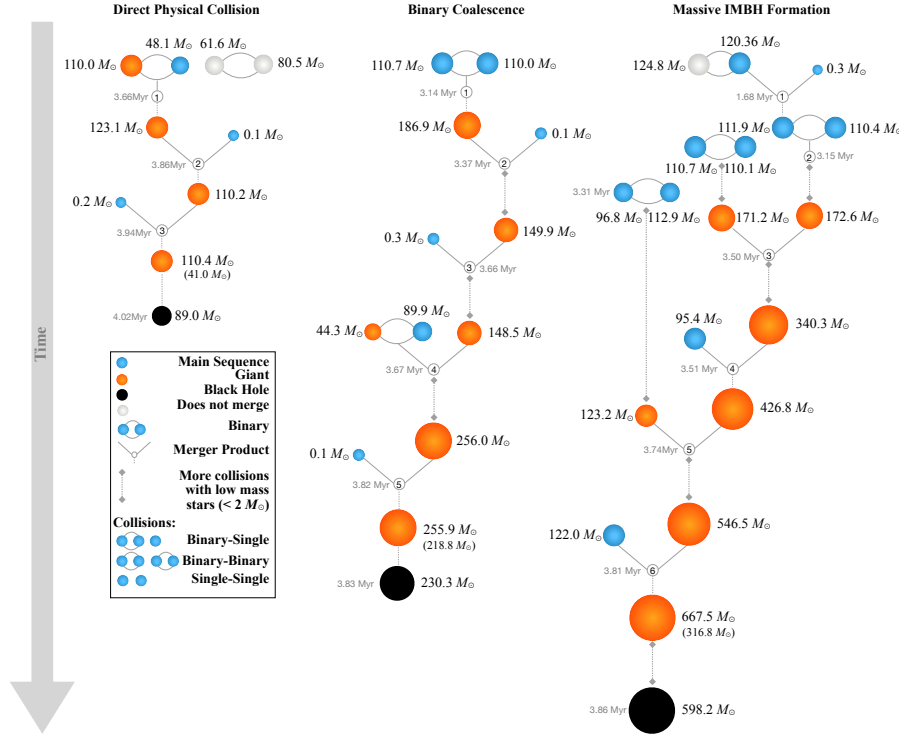 Direct Physical Collision
48.1 M⊙
61.6 M⊙
110.0 M⊙
80.5 M⊙
3.66Myr
1
123.1 M⊙
0.1 M⊙
3.86Myr
2
0.2 M⊙
110.2 M⊙
3.94Myr
3
110.4 M⊙
(41.0 M⊙)
4.02Myr
89.0 M⊙
Time
Main Sequence
Giant
Black Hole
Does not merge
Binary
Merger Product
More collisions
with low mass
stars (< 2 M⊙)
Collisions:
Binary-Single
Binary-Binary
Single-Single
Binary Coalescence
110.7 M⊙
110.0 M⊙
3.14 Myr
1
186.9 M⊙
0.1 M⊙
3.37 Myr
2
149.9 M⊙
0.3 M⊙
3
3.66 Myr
89.9 M⊙
44.3 M⊙
148.5 M⊙
3.67 Myr
4
256.0 M⊙
0.1 M⊙
3.82 Myr
5
255.9 M⊙
(218.8 M⊙)
3.83 Myr
230.3 M⊙
Massive IMBH Formation
120.36 M⊙
124.8 M⊙
0.3 M⊙
1.68 Myr
1
111.9 M⊙
110.4 M⊙
2
3.15 Myr
110.7 M⊙
110.1 M⊙
3.31 Myr
96.8 M⊙
112.9 M⊙
171.2 M⊙
172.6 M⊙
3.50 Myr
3
95.4 M⊙
340.3 M⊙
3.51 Myr
4
123.2 M⊙
426.8 M⊙
3.74Myr
5
122.0 M⊙
546.5 M⊙
3.81 Myr
6
667.5 M⊙
(316.8 M⊙)
3.86 Myr
598.2 M⊙